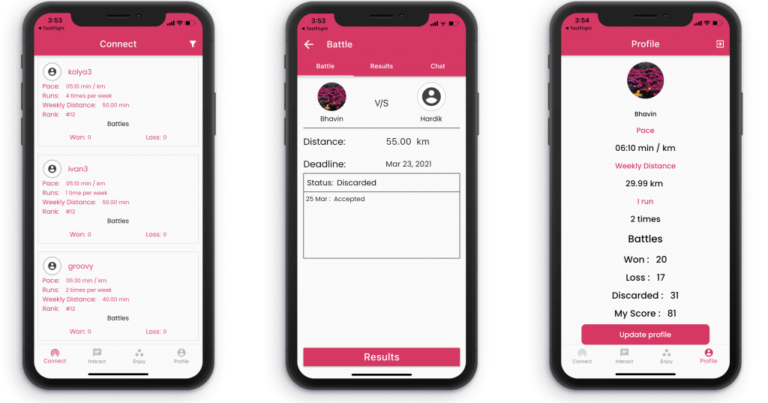 3:53
TestFlight
Connect
kolya3
Pace: 05:10 min / km
Runs: 4 times per week
Weekly Distance: 50.00 min
Rank: #12
Battles
Won: 0 Loss: 0
ivan3
Pace: 05:10 min / km
Runs: 1 time per week
Weekly Distance: 50.00 min
Rank: #12
Battles
Won: 0 Loss: 0
groovy
Pace: 05:30 min / km
Runs: 2 times per week
Weekly Distance: 40.00 min
Rank: #12
Battles
Won: 0 Loss: 0
Connect Interact Enjoy Profile
3:53
TestFlight
Battle
Battle Results Chat
V/S
Bhavin Hardik
Distance: 55.00 km
Deadline: Mar 23, 2021
Status: Discarded
25 Mar : Accepted
Results
3:54
TestFlight
Profile
Bhavin
Pace
06:10 min / km
Weekly Distance
29.99 km
I run
2 times
Battles
Won : 20
Loss : 17
Discarded : 31
My Score : 81
Update profile
Connect Interact Enjoy Profile